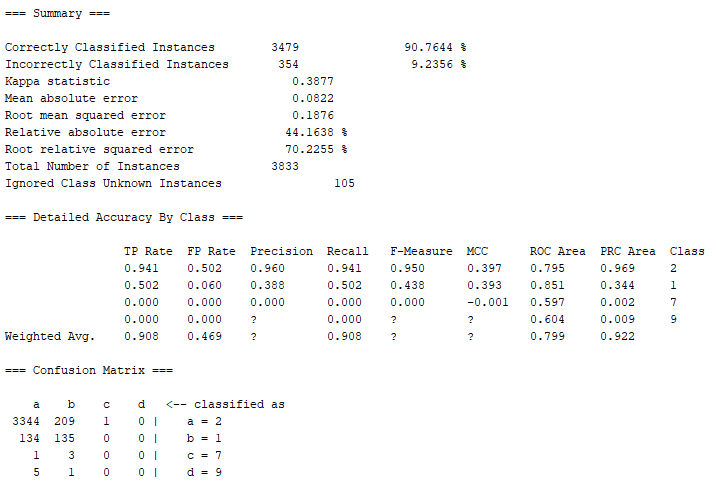 === Summary ===
Correctly Classified Instances 3479 90.7644 %
Incorrectly Classified Instances 354 9.2356 %
Kappa statistic 0.3877
Mean absolute error 0.0822
Root mean squared error 0.1876
Relative absolute error 44.1638 %
Root relative squared error 70.2255 %
Total Number of Instances 3833
Ignored Class Unknown Instances 105
=== Detailed Accuracy By Class ===
TP Rate FP Rate Precision Recall F-Measure MCC ROC Area PRC Area Class
0.941 0.502 0.960 0.941 0.950 0.397 0.795 0.969 2
0.502 0.060 0.388 0.502 0.438 0.393 0.851 0.344 1
0.000 0.000 0.000 0.000 0.000 -0.001 0.597 0.002 7
0.000 0.000 ? 0.000 ? ? 0.604 0.009 9
Weighted Avg. 0.908 0.469 ? 0.908 ? ? 0.799 0.922
=== Confusion Matrix ===
a b c d <-- classified as
3344 209 1 0 | a = 2
134 135 0 0 | b = 1
1 3 0 0 | c = 7
5 1 0 0 | d = 9